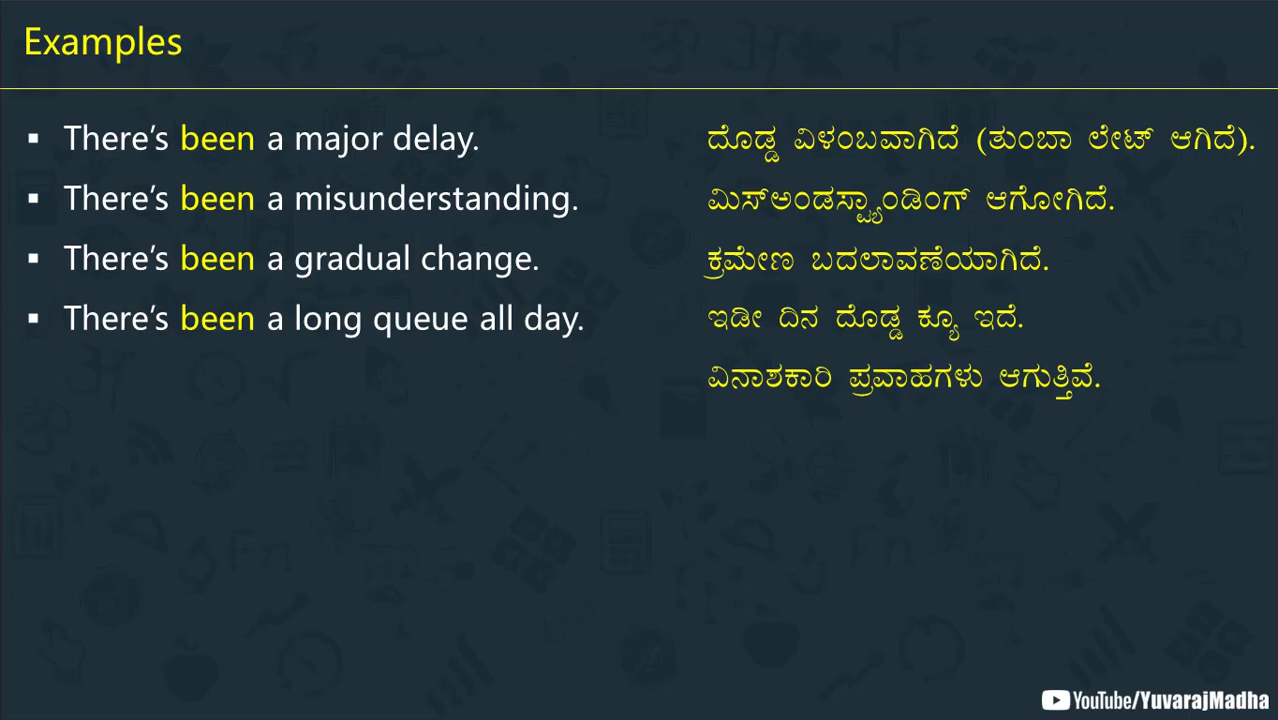 Examples
▪ There’s been a major delay. ದೊಡ್ಡ ವಿಳಂಬವಾಗಿದೆ (ತುಂಬಾ ಲೇಟ್ ಆಗಿದೆ).
▪ There’s been a misunderstanding. ಮಿಸ್‌ಅಂಡಸ್ಟ್ಯಾಂಡಿಂಗ್ ಆಗೋಗಿದೆ.
▪ There’s been a gradual change. ಕ್ರಮೇಣ ಬದಲಾವಣೆಯಾಗಿದೆ.
▪ There’s been a long queue all day. ಇಡೀ ದಿನ ದೊಡ್ಡ ಕ್ಯೂ ಇದೆ.
ವಿನಾಶಕಾರಿ ಪ್ರವಾಹಗಳು ಆಗುತ್ತಿವೆ.
YouTube/YuvarajMadha